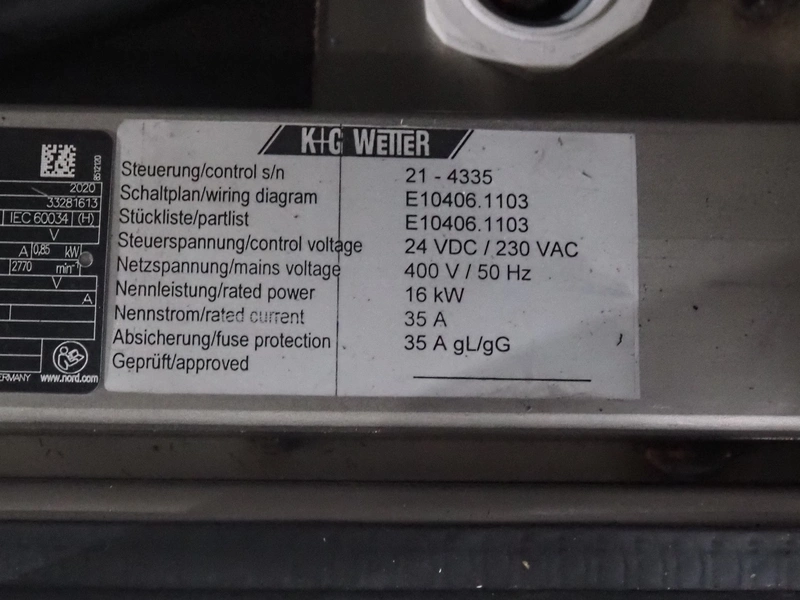 K+G WETTER
Steuerung/control s/n 21 - 4335
Schaltplan/wiring diagram E10406.1103
Stückliste/partlist E10406.1103
Steuerspannung/control voltage 24 VDC / 230 VAC
Netzspannung/mains voltage 400 V / 50 Hz
Nennleistung/rated power 16 kW
Nennstrom/rated current 35 A
Absicherung/fuse protection 35 A gL/gG
Geprüft/approved
2020
33281613
IEC 60034 (H)
V
A 0,85 kW
2770 min⁻¹
V
A
GERMANY www.nord.com